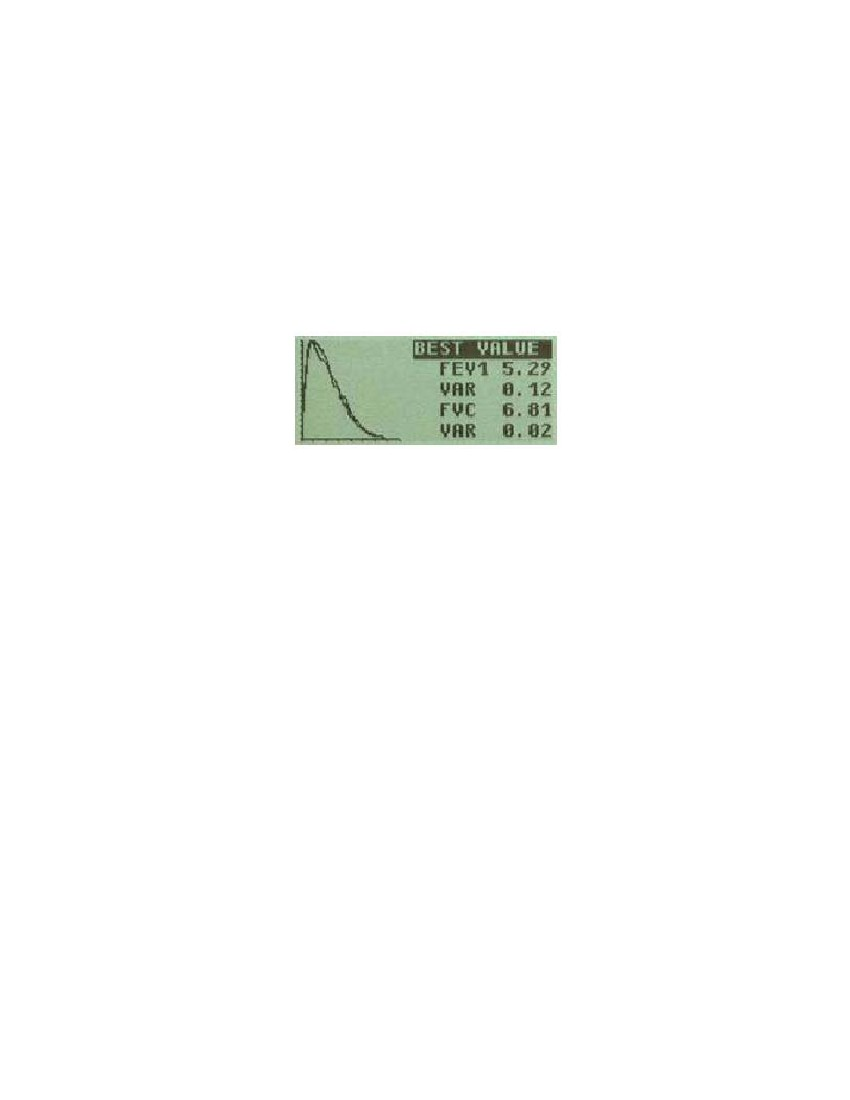 BEST VALUE
FEV1 5.29
VAR 0.12
FVC 6.81
VAR 0.02